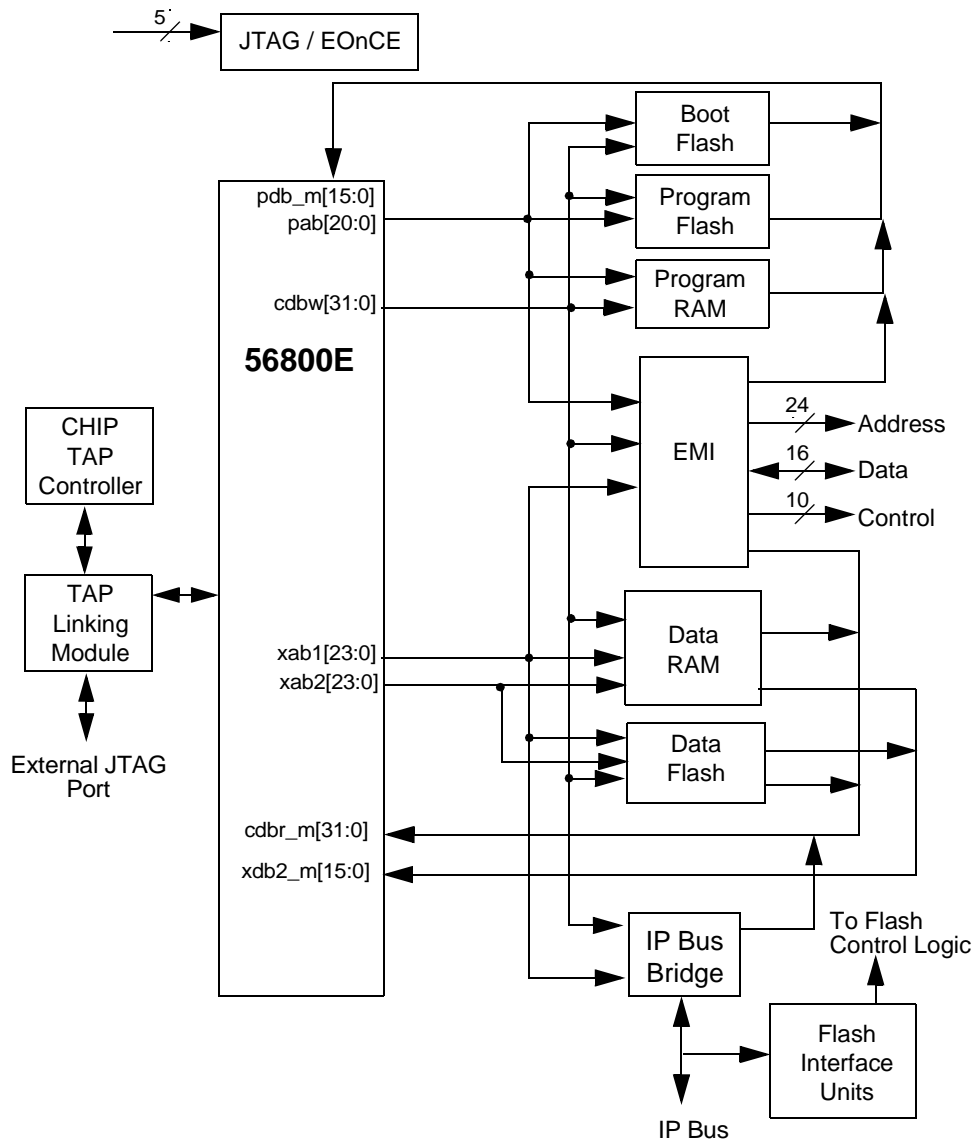 5
JTAG / EOnCE
Boot
Flash
pdb_m[15:0]
pab[20:0]
Program
Flash
cdbw[31:0]
Program
RAM
56800E
CHIP
TAP
Controller
EMI
24
Address
16
Data
10
Control
TAP
Linking
Module
External JTAG
Port
xab1[23:0]
xab2[23:0]
Data
RAM
Data
Flash
cdbr_m[31:0]
xdb2_m[15:0]
IP Bus
Bridge
To Flash
Control Logic
Flash
Interface
Units
IP Bus